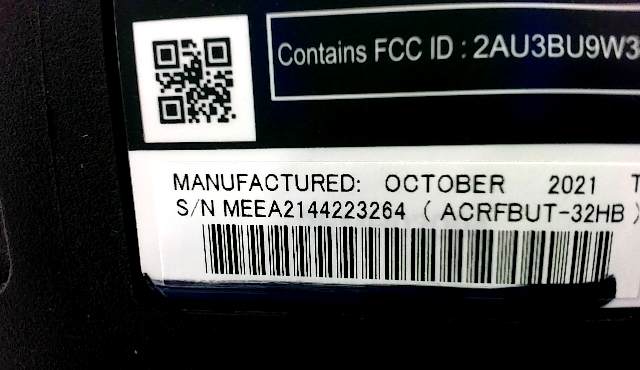 Contains FCC ID : 2AU3BU9W3
MANUFACTURED: OCTOBER 2021 T
S/N MEEA2144223264 ( ACRFBUT-32HB )